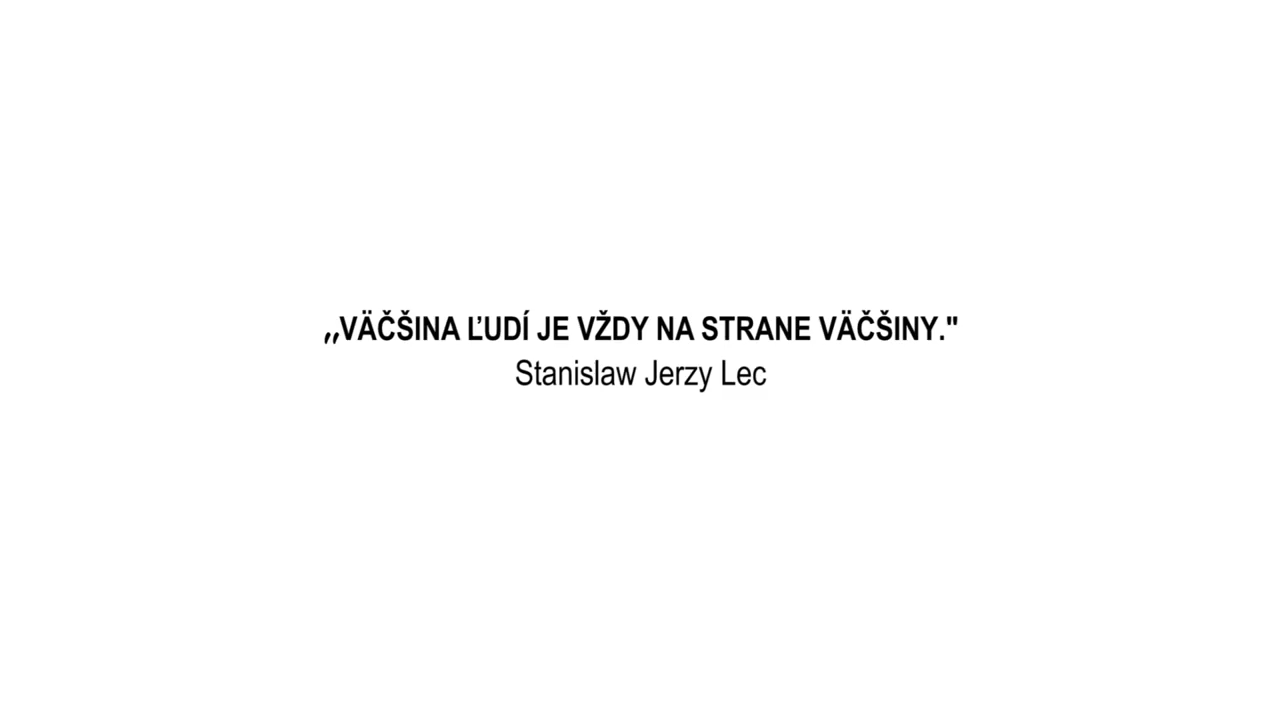 ,,VÄČŠINA ĽUDÍ JE VŽDY NA STRANE VÄČŠINY."
Stanislaw Jerzy Lec